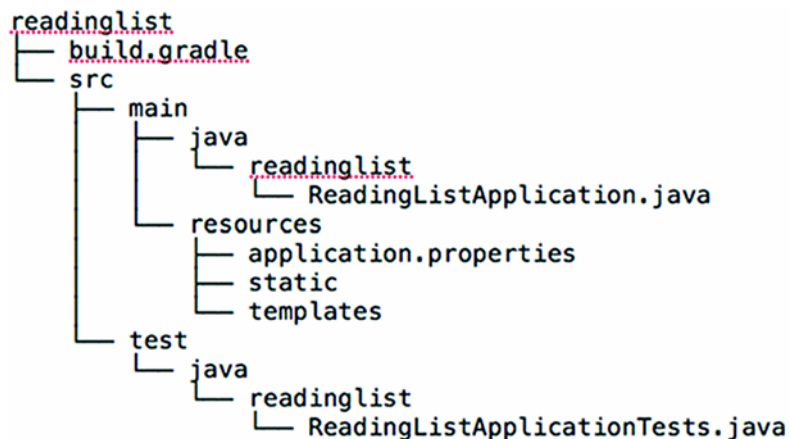 readinglist
build.gradle
src
main
java
readinglist
ReadingListApplication.java
resources
application.properties
static
templates
test
java
readinglist
ReadingListApplicationTests.java